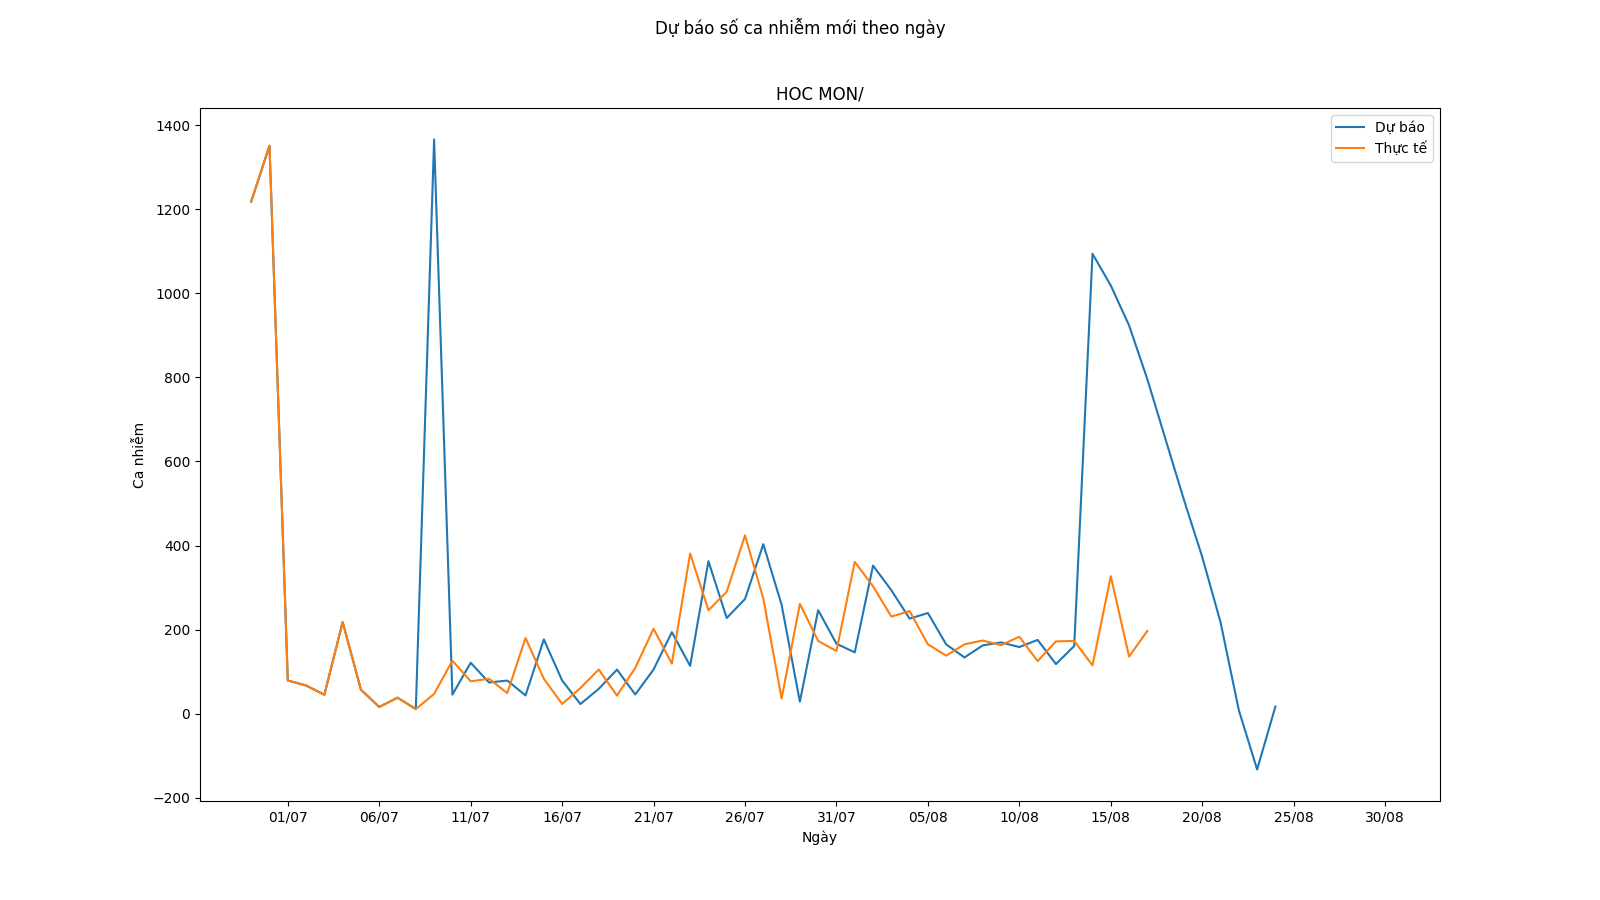 Dự báo số ca nhiễm mới theo ngày
HOC MON/
Dự báo
Thực tế
1400
1200
1000
800
600
400
200
0
−200
Ca nhiễm
01/07 06/07 11/07 16/07 21/07 26/07 31/07 05/08 10/08 15/08 20/08 25/08 30/08
Ngày